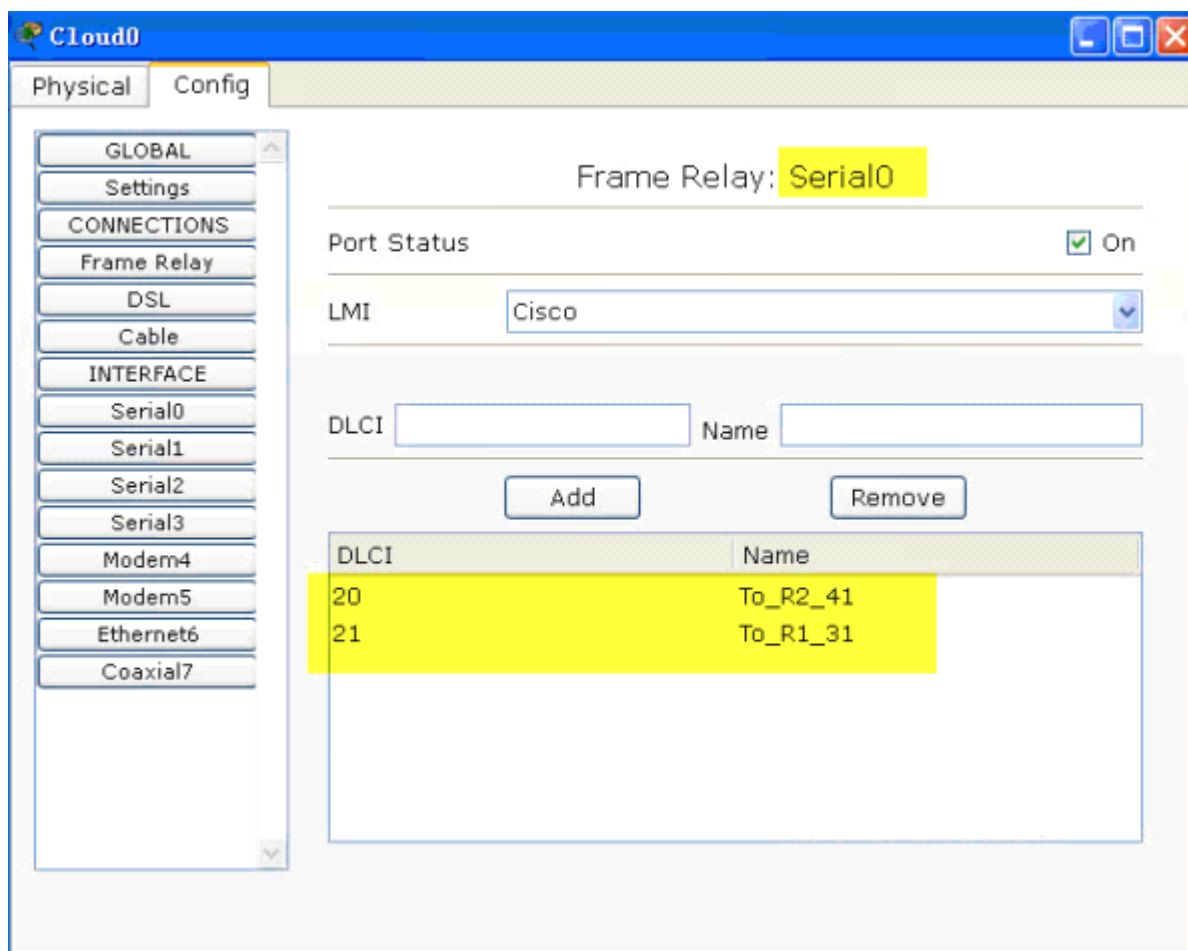 Cloud0
Physical Config
GLOBAL
Settings
CONNECTIONS
Frame Relay
DSL
Cable
INTERFACE
Serial0
Serial1
Serial2
Serial3
Modem4
Modem5
Ethernet6
Coaxial7
Frame Relay: Serial0
Port Status On
LMI Cisco
DLCI Name
Add Remove
DLCI Name
20 To_R2_41
21 To_R1_31